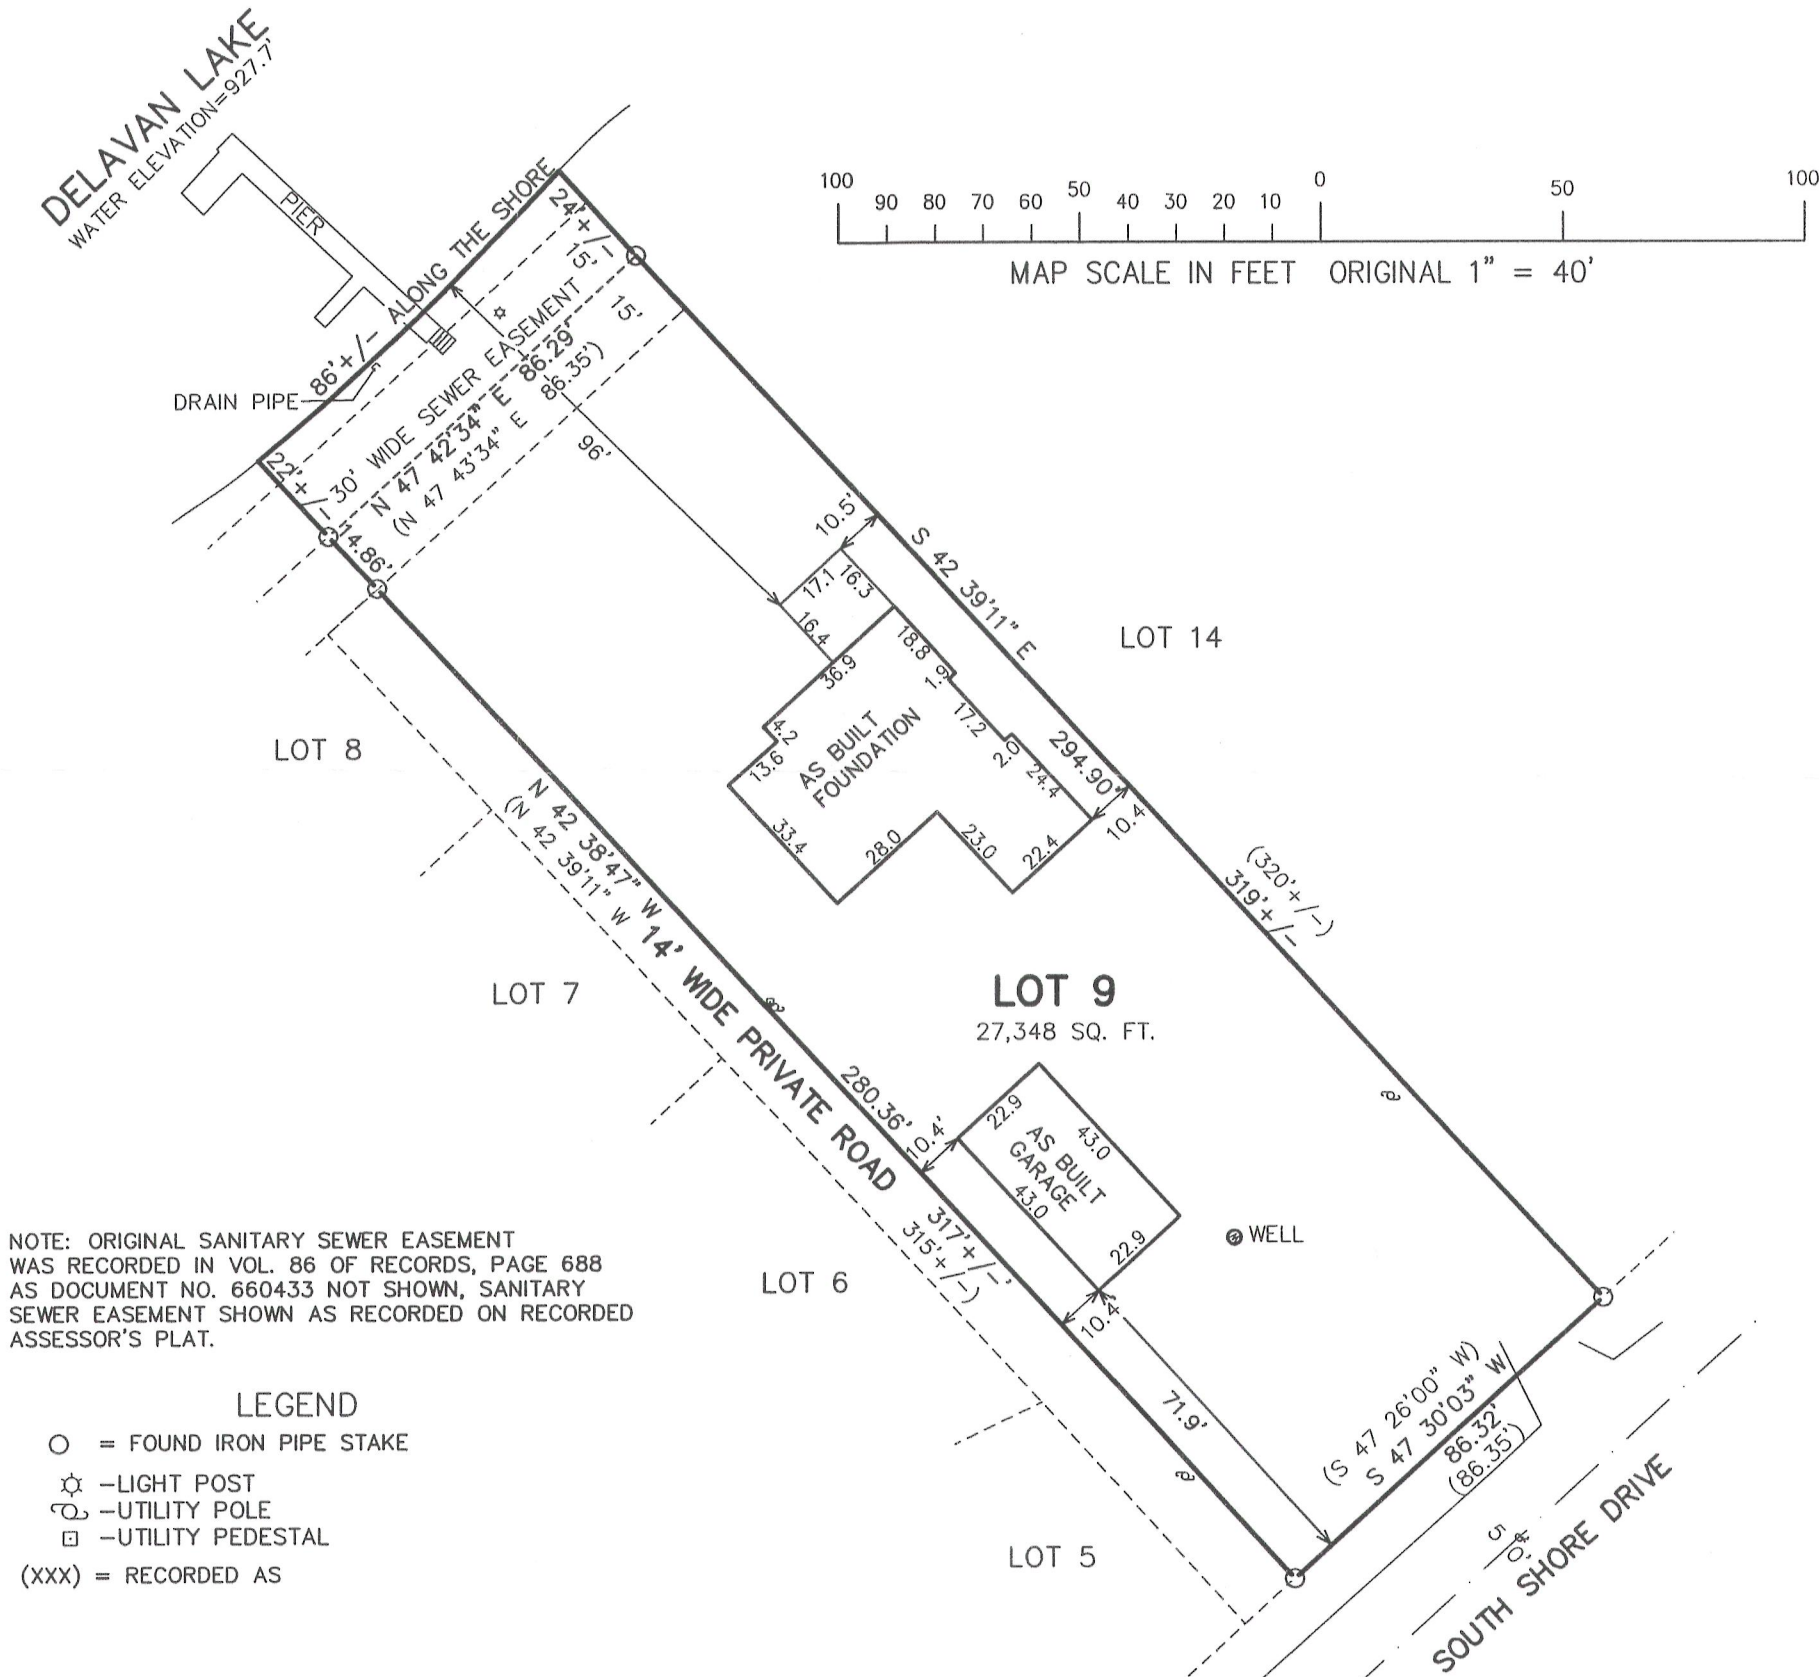 DELAVAN LAKE
WATER ELEVATION=927.7'
PIER
86'+/- ALONG THE SHORE
DRAIN PIPE
24'+/-
15'
15'
30' WIDE SEWER EASEMENT
N 47 42'34" E 86.29'
(N 47 43'34" E 86.35')
22'+/-
14.86'
96'
100 90 80 70 60 50 40 30 20 10 0 50 100
MAP SCALE IN FEET ORIGINAL 1" = 40'
10.5'
17.1
16.3
16.4
18.8
36.9
1.9
17.2
2.0
24.4
4.2
13.6
AS BUILT
FOUNDATION
33.4
28.0
23.0
22.4
10.4
S 42 39'11" E
294.90'
(320'+/-)
319'+/-
LOT 14
LOT 8
N 42 38'47" W
(N 42 39'11" W
14' WIDE PRIVATE ROAD
LOT 7
LOT 9
27,348 SQ. FT.
280.36'
10.4'
22.9
43.0
AS BUILT
GARAGE
43.0
22.9
WELL
317'+/-'
315'+/-)
LOT 6
10.4'
71.9'
(S 47 26'00" W)
S 47 30'03" W
86.32'
(86.35')
LOT 5
50'
SOUTH SHORE DRIVE
NOTE: ORIGINAL SANITARY SEWER EASEMENT
WAS RECORDED IN VOL. 86 OF RECORDS, PAGE 688
AS DOCUMENT NO. 660433 NOT SHOWN, SANITARY
SEWER EASEMENT SHOWN AS RECORDED ON RECORDED
ASSESSOR'S PLAT.
LEGEND
= FOUND IRON PIPE STAKE
-LIGHT POST
-UTILITY POLE
-UTILITY PEDESTAL
(XXX) = RECORDED AS